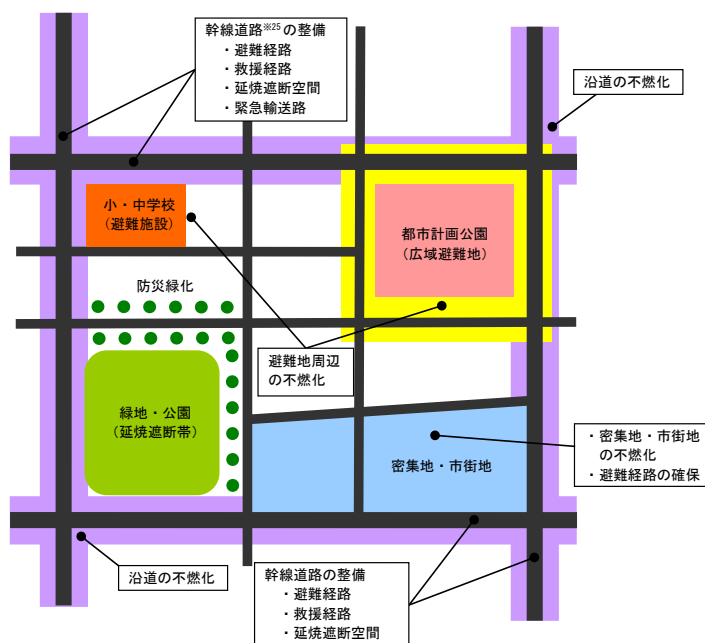 幹線道路※25の整備
・避難経路
・救援経路
・延焼遮断空間
・緊急輸送路
沿道の不燃化
小・中学校
(避難施設)
都市計画公園
(広域避難地)
防災緑化
避難地周辺
の不燃化
緑地・公園
(延焼遮断帯)
密集地・市街地
・密集地・市街地
の不燃化
・避難経路の確保
沿道の不燃化
幹線道路の整備
・避難経路
・救援経路
・延焼遮断空間